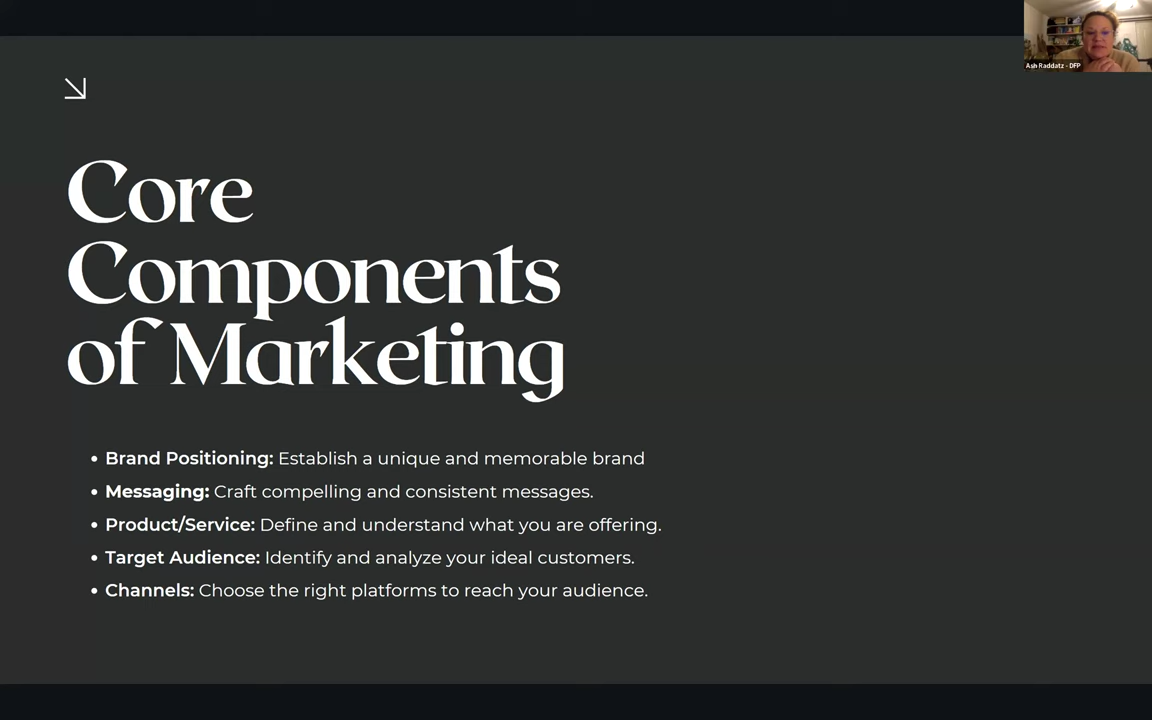 Ash Raddatz - DFP
Core
Components
of Marketing
• Brand Positioning: Establish a unique and memorable brand
• Messaging: Craft compelling and consistent messages.
• Product/Service: Define and understand what you are offering.
• Target Audience: Identify and analyze your ideal customers.
• Channels: Choose the right platforms to reach your audience.